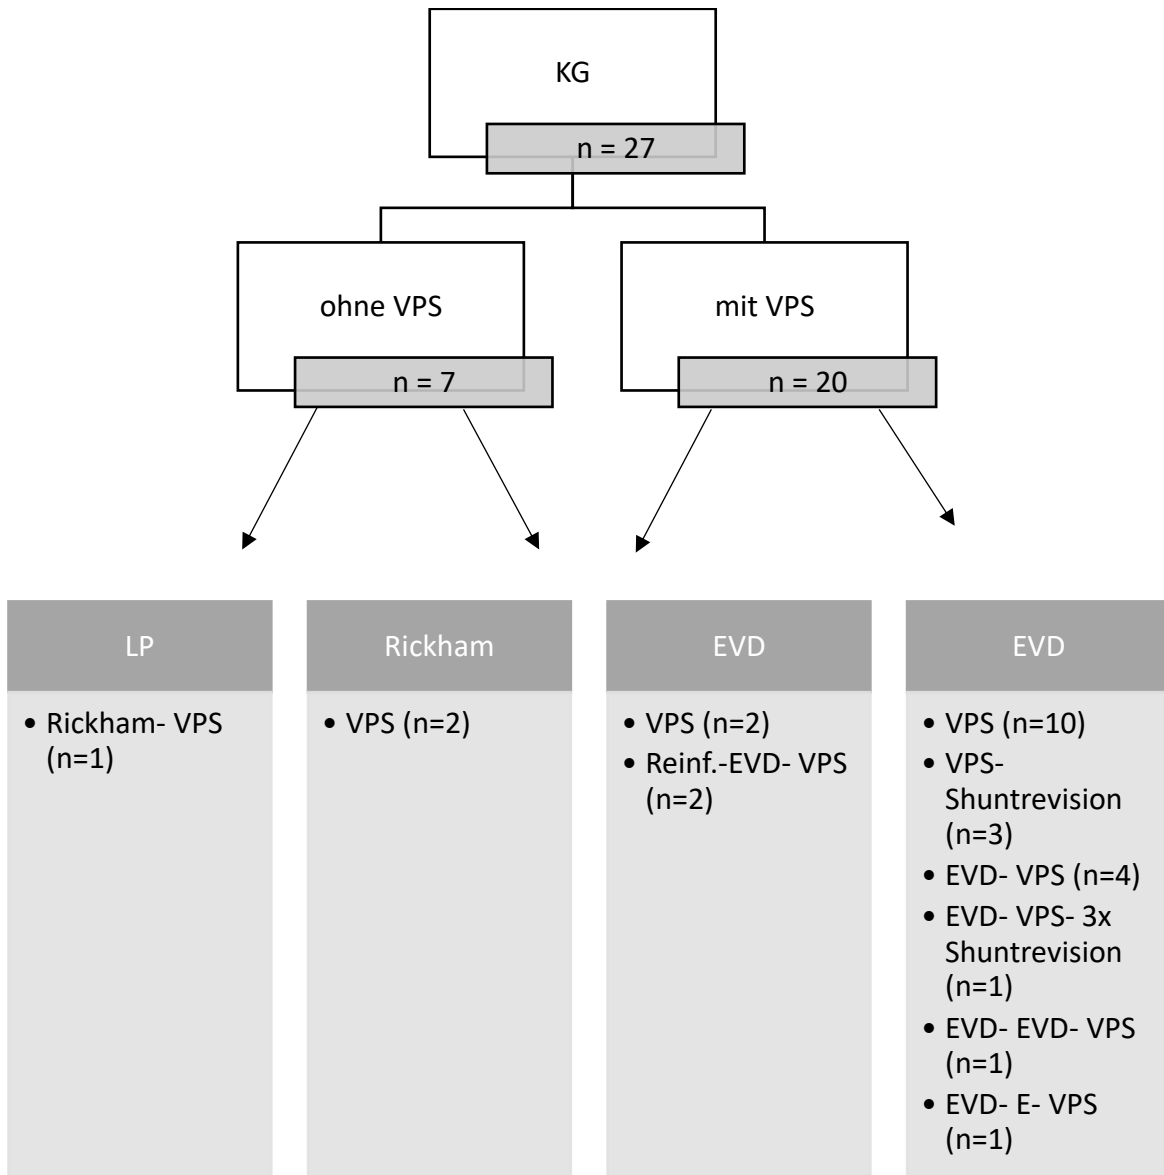 KG
n = 27
ohne VPS
n = 7
mit VPS
n = 20
LP
• Rickham- VPS
(n=1)
Rickham
• VPS (n=2)
EVD
• VPS (n=2)
• Reinf.-EVD- VPS
(n=2)
EVD
• VPS (n=10)
• VPS-
Shuntrevision
(n=3)
• EVD- VPS (n=4)
• EVD- VPS- 3x
Shuntrevision
(n=1)
• EVD- EVD- VPS
(n=1)
• EVD- E- VPS
(n=1)